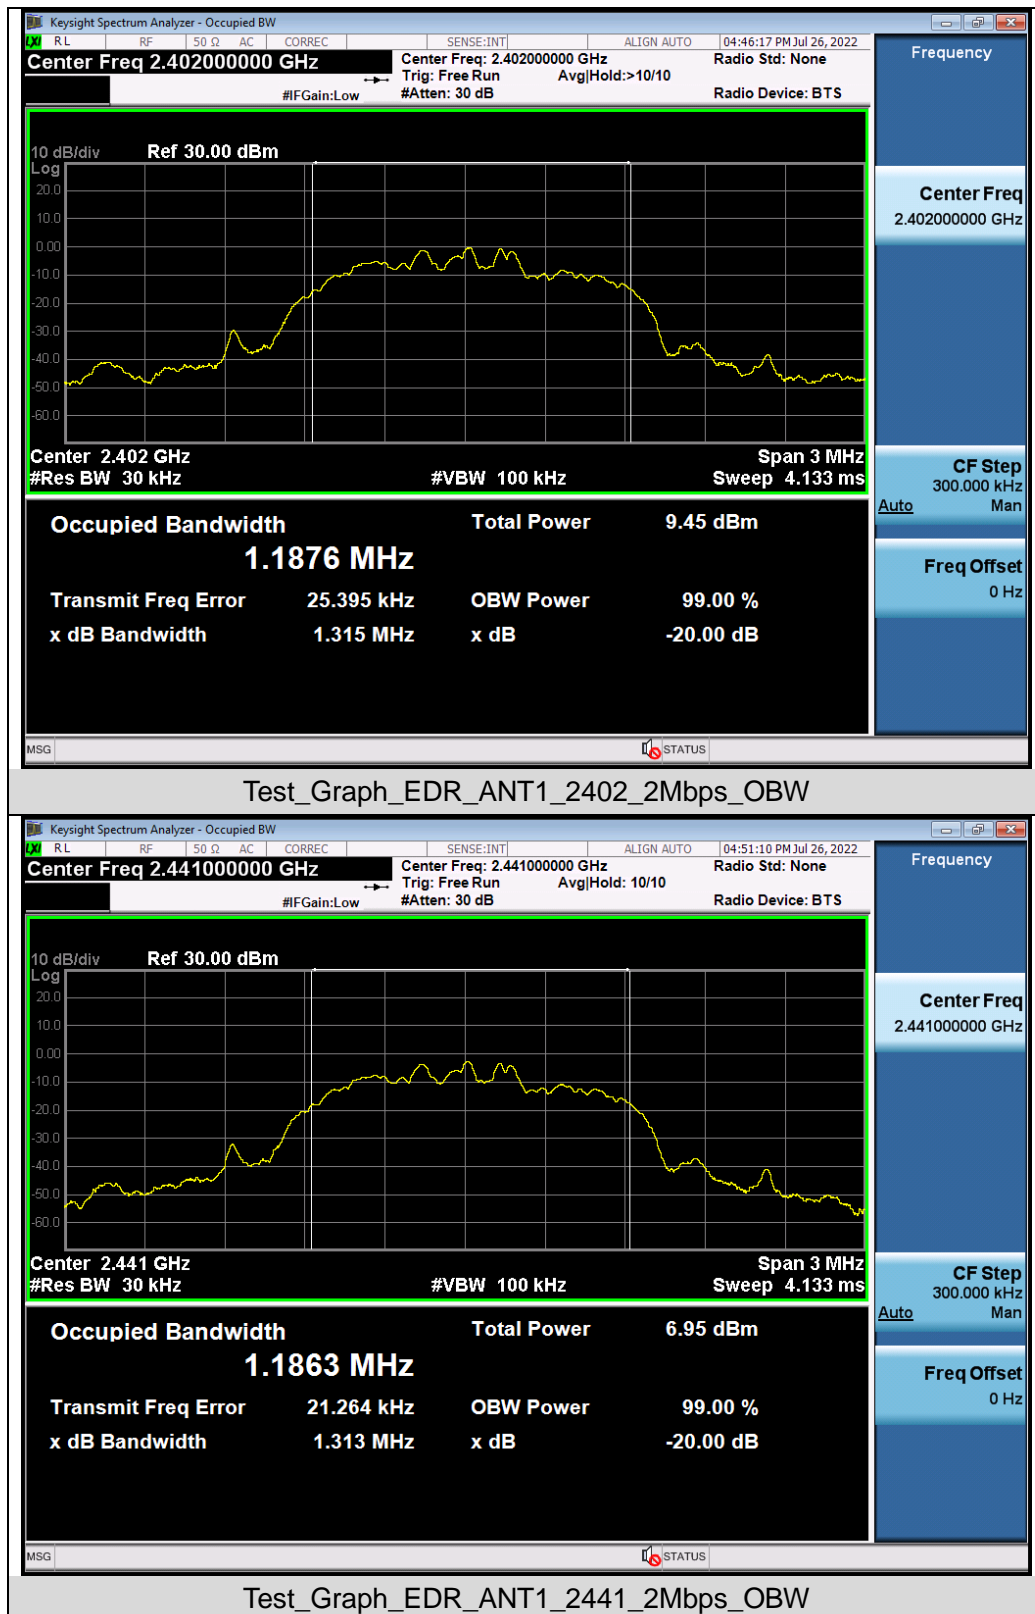 Keysight Spectrum Analyzer - Occupied BW
LXI RL RF 50 Ω AC CORREC SENSE:INT ALIGN AUTO 04:46:17 PM Jul 26, 2022
Center Freq 2.402000000 GHz Center Freq: 2.402000000 GHz Radio Std: None Frequency
Trig: Free Run Avg|Hold:>10/10
#IFGain:Low #Atten: 30 dB Radio Device: BTS
10 dB/div Ref 30.00 dBm
Log
20.0
10.0
0.00
-10.0
-20.0
-30.0
-40.0
-50.0
-60.0
Center Freq
2.402000000 GHz
Center 2.402 GHz Span 3 MHz
#Res BW 30 kHz #VBW 100 kHz Sweep 4.133 ms
CF Step
300.000 kHz
Auto Man
Occupied Bandwidth Total Power 9.45 dBm
1.1876 MHz
Freq Offset
0 Hz
Transmit Freq Error 25.395 kHz OBW Power 99.00 %
x dB Bandwidth 1.315 MHz x dB -20.00 dB
MSG STATUS
Test_Graph_EDR_ANT1_2402_2Mbps_OBW
Keysight Spectrum Analyzer - Occupied BW
LXI RL RF 50 Ω AC CORREC SENSE:INT ALIGN AUTO 04:51:10 PM Jul 26, 2022
Center Freq 2.441000000 GHz Center Freq: 2.441000000 GHz Radio Std: None Frequency
Trig: Free Run Avg|Hold: 10/10
#IFGain:Low #Atten: 30 dB Radio Device: BTS
10 dB/div Ref 30.00 dBm
Log
20.0
10.0
0.00
-10.0
-20.0
-30.0
-40.0
-50.0
-60.0
Center Freq
2.441000000 GHz
Center 2.441 GHz Span 3 MHz
#Res BW 30 kHz #VBW 100 kHz Sweep 4.133 ms
CF Step
300.000 kHz
Auto Man
Occupied Bandwidth Total Power 6.95 dBm
1.1863 MHz
Freq Offset
0 Hz
Transmit Freq Error 21.264 kHz OBW Power 99.00 %
x dB Bandwidth 1.313 MHz x dB -20.00 dB
MSG STATUS
Test_Graph_EDR_ANT1_2441_2Mbps_OBW